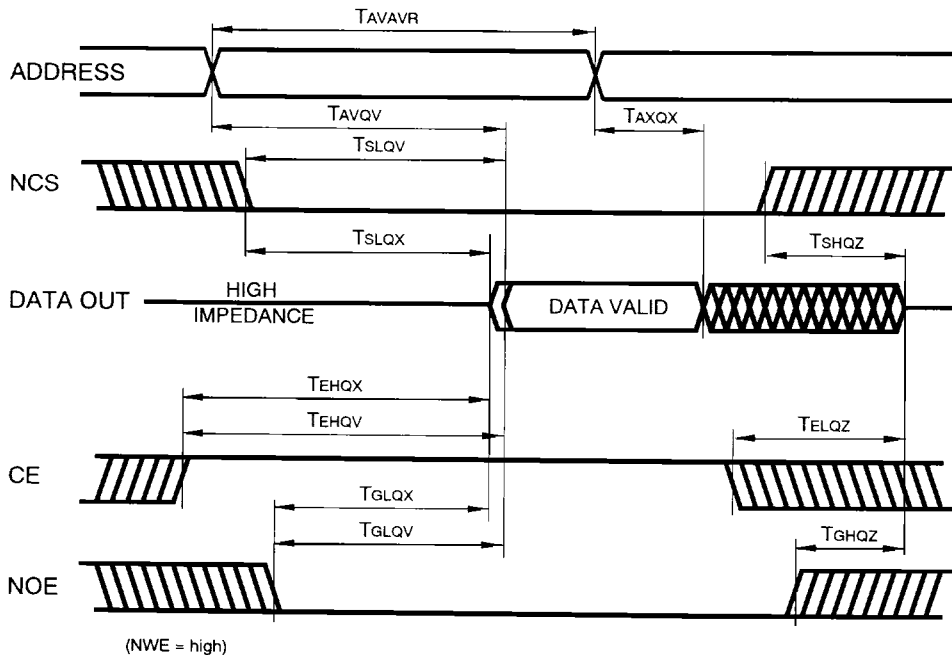 TAVAVR
ADDRESS
TAVQV
TAXQX
TSLQV
NCS
TSLQX
TSHQZ
DATA OUT
HIGH
IMPEDANCE
DATA VALID
TEHQX
TEHQV
TELQZ
CE
TGLQX
TGLQV
TGHQZ
NOE
(NWE = high)